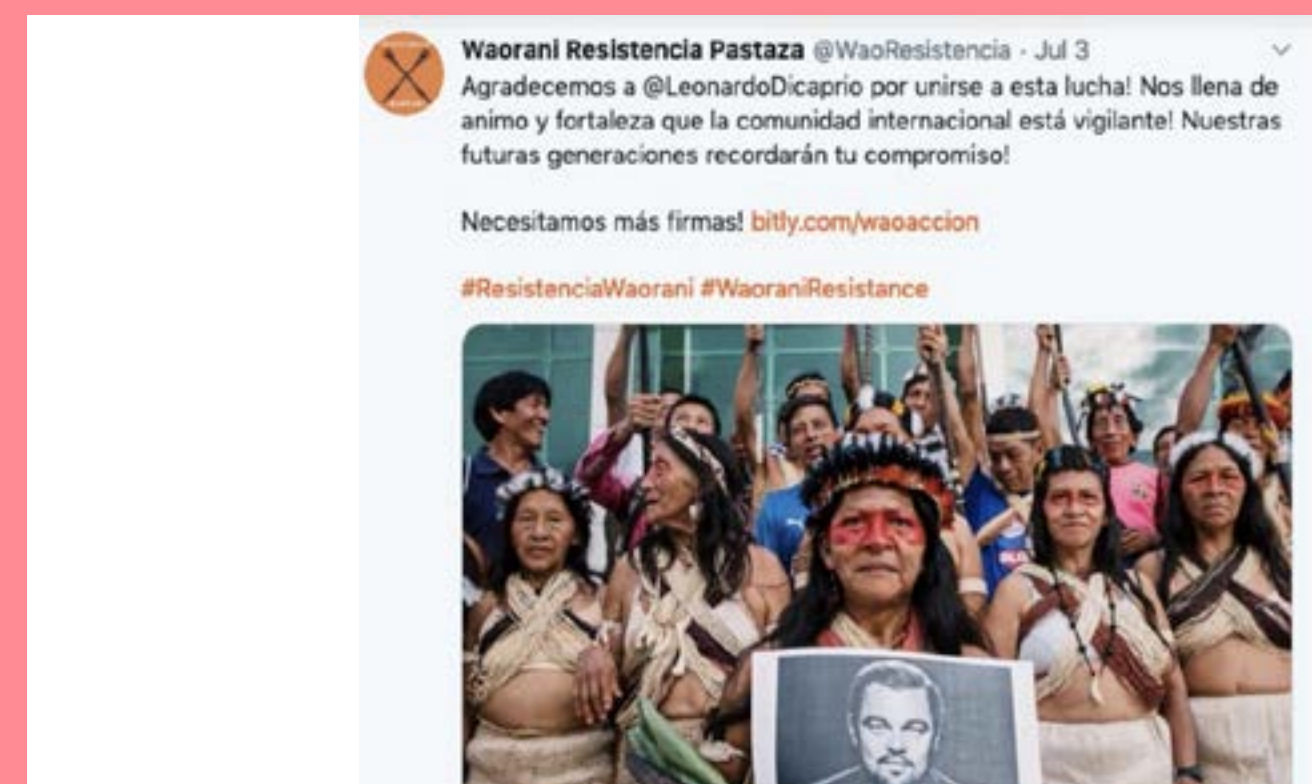 Waorani Resistencia Pastaza @WaoResistencia · Jul 3
Agradecemos a @LeonardoDicaprio por unirse a esta lucha! Nos llena de
animo y fortaleza que la comunidad internacional está vigilante! Nuestras
futuras generaciones recordarán tu compromiso!
Necesitamos más firmas! bitly.com/waoaccion
#ResistenciaWaorani #WaoraniResistance